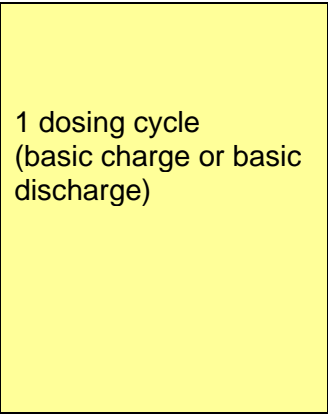 1 dosing cycle
(basic charge or basic
discharge)